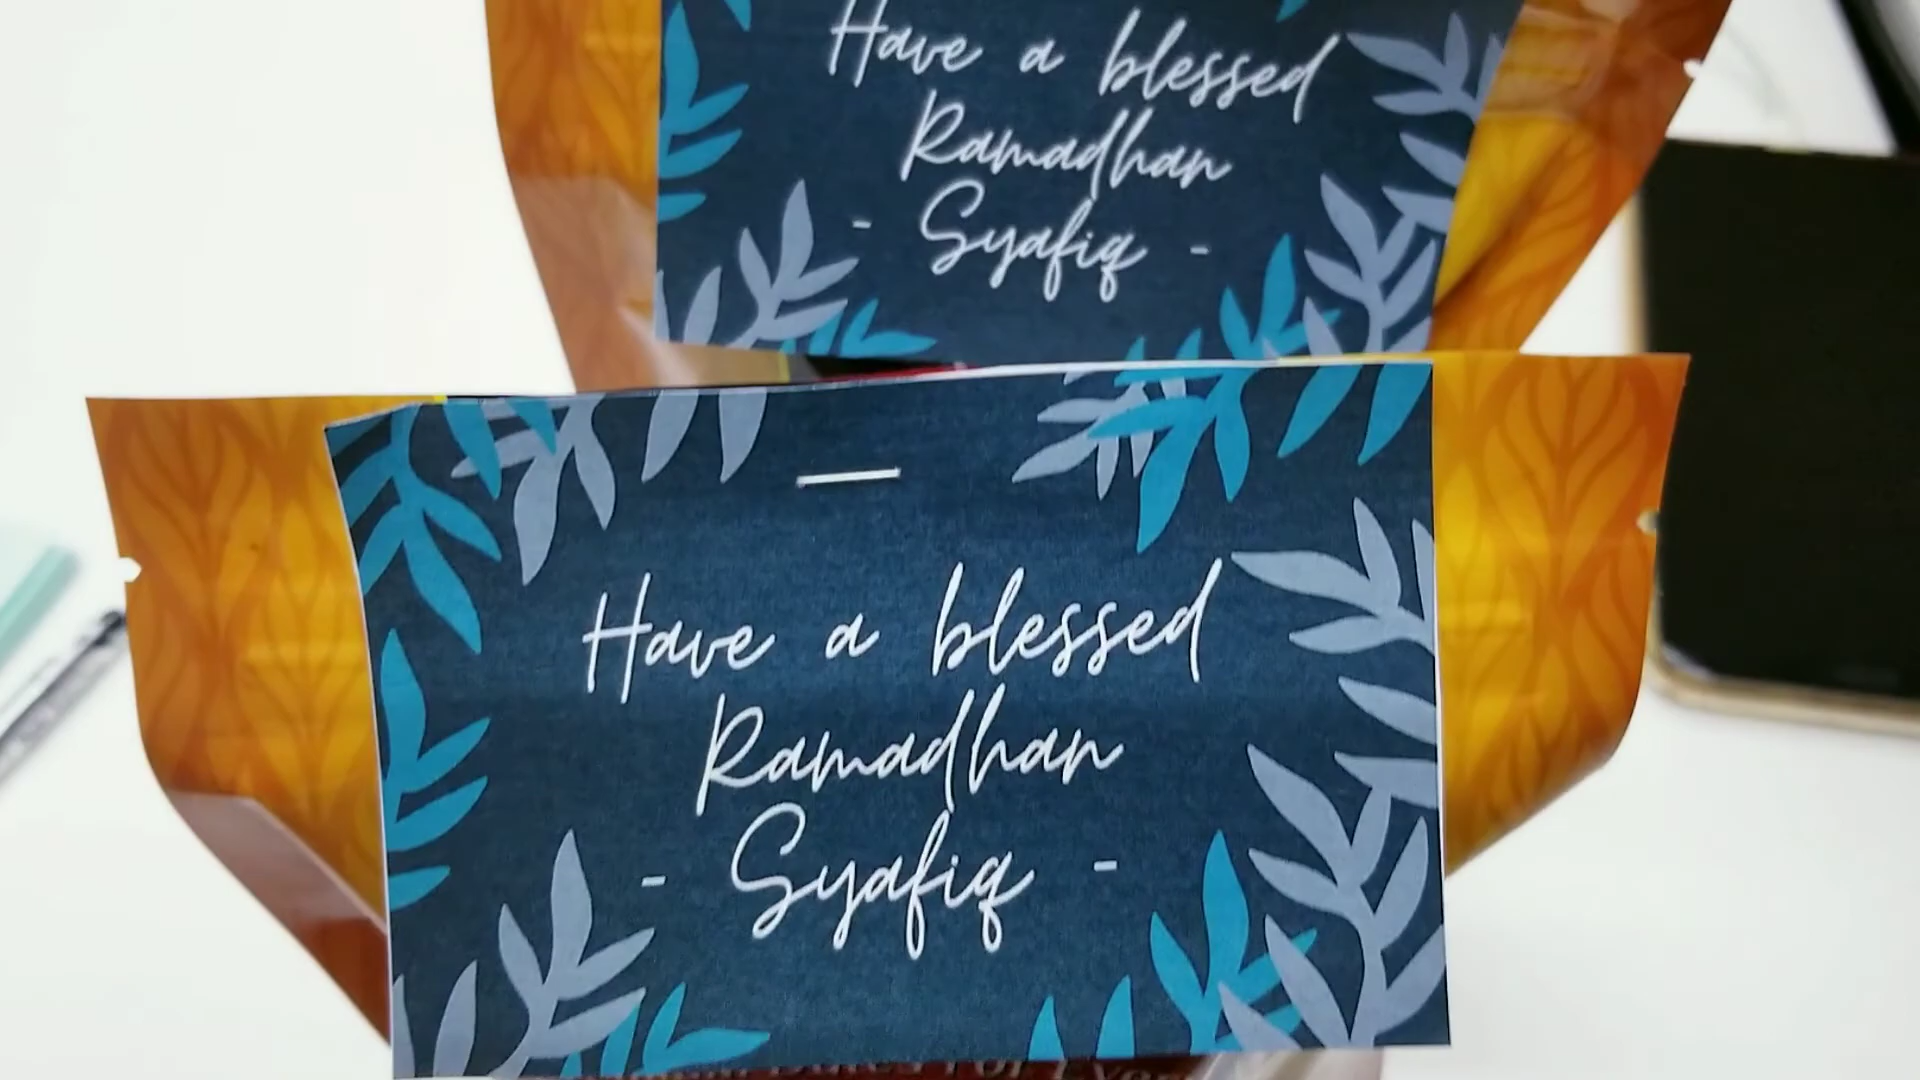 Have a blessed
Ramadhan
- Syafiq -
Have a blessed
Ramadhan
- Syafiq -